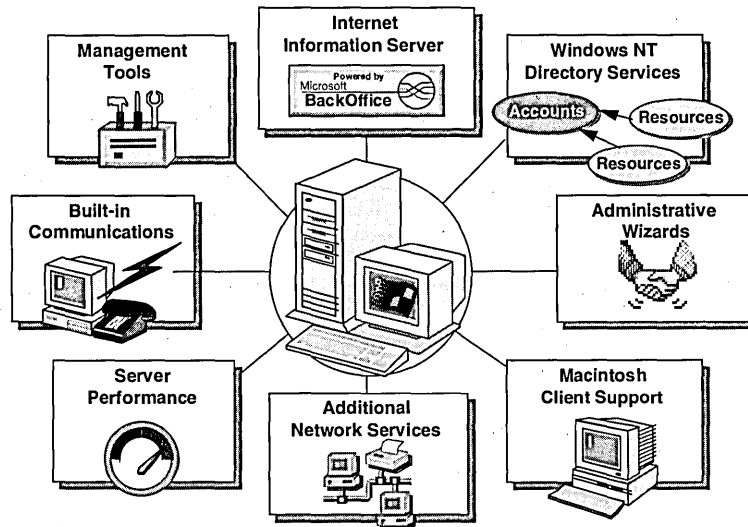 Management
Tools
Internet
Information Server
Powered by
Microsoft
BackOffice
Windows NT
Directory Services
Accounts
Resources
Resources
Built-in
Communications
Administrative
Wizards
Server
Performance
Additional
Network Services
Macintosh
Client Support